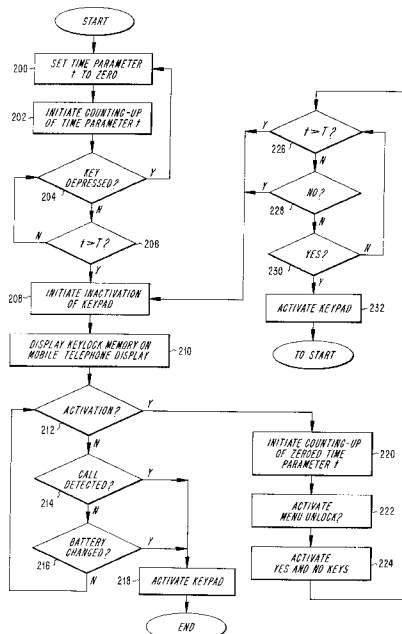 START
200
SET TIME PARAMETER
t TO ZERO
202
INITIATE COUNTING-UP
OF TIME PARAMETER t
KEY
DEPRESSED?
204
Y
N
N
t>T?
206
Y
208
INITIATE INACTIVATION
OF KEYPAD
DISPLAY KEYLOCK MEMORY ON
MOBILE TELEPHONE DISPLAY
210
ACTIVATION?
212
Y
N
CALL
DETECTED?
214
Y
N
BATTERY
CHANGED?
216
Y
N
218
ACTIVATE KEYPAD
END
INITIATE COUNTING-UP
OF ZEROED TIME
PARAMETER t
220
ACTIVATE
MENU UNLOCK?
222
ACTIVATE
YES AND NO KEYS
224
t>T?
226
Y
N
NO?
228
Y
N
YES?
230
N
Y
ACTIVATE KEYPAD
232
TO START